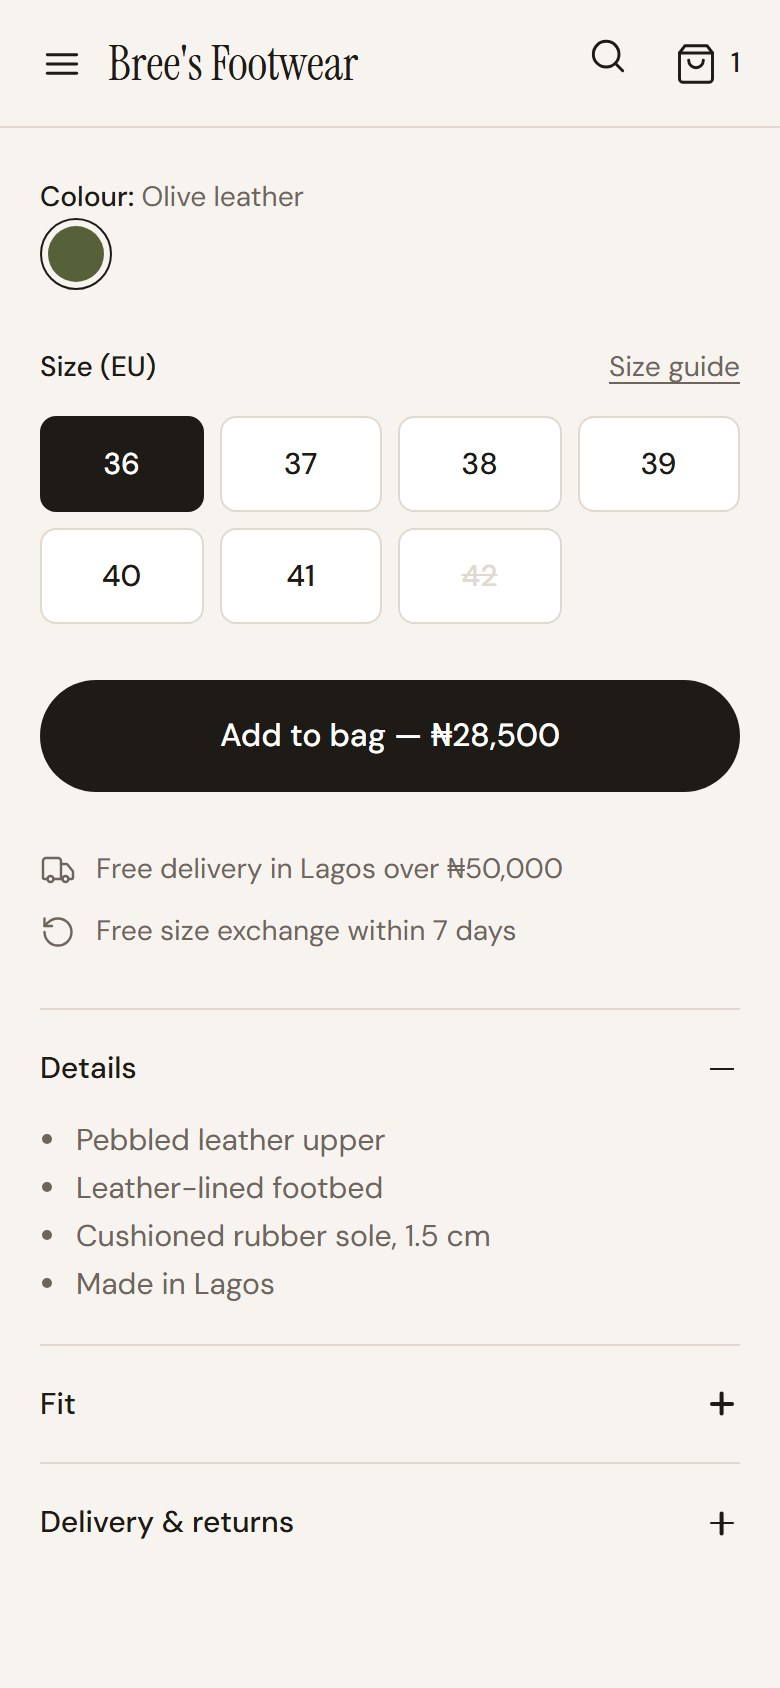 Bree's Footwear
1
Colour: Olive leather
Size (EU)
Size guide
36
37
38
39
40
41
42
Add to bag — ₦28,500
Free delivery in Lagos over ₦50,000
Free size exchange within 7 days
Details
Pebbled leather upper
Leather-lined footbed
Cushioned rubber sole, 1.5 cm
Made in Lagos
Fit
Delivery & returns